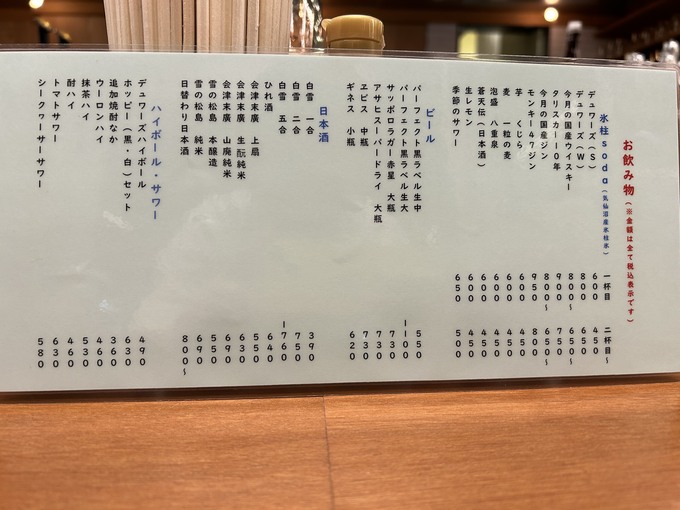 お飲み物(※金額は全て税込表示です)
氷柱soda(気仙沼産氷柱氷) 一杯目 二杯目〜
デュワーズ(S) 600 450
デュワーズ(W) 800 650
今月の国産ウイスキー 800〜 650〜
タリスカー10年 900 750
今月の国産ジン 800〜 650〜
モンキー47ジン 950 800
芋 くじら 600 450
麦 一粒の麦 600 450
泡盛 八重泉 600 450
蒼天伝(日本酒) 600 450
生レモン 600 450
季節のサワー 650 500
ビール
パーフェクト黒ラベル生中 550
パーフェクト黒ラベル生大 1100
サッポロラガー赤星 大瓶 730
アサヒスーパードライ 大瓶 730
ヱビス 中瓶 730
ギネス 小瓶 620
日本酒
白雪 一合 390
白雪 二合 750
白雪 五合 1760
ひれ酒 640
会津末廣 上撰 550
会津末廣 生酛純米 630
会津末廣 山廃純米 590
雪の松島 本醸造 650
雪の松島 純米 690
日替わり日本酒 800〜
ハイボール・サワー
デュワーズハイボール 490
ホッピー(黒・白)セット 630
追加焼酎なか 360
ウーロンハイ 460
抹茶ハイ 530
酎ハイ 460
トマトサワー 630
シークヮーサーサワー 580